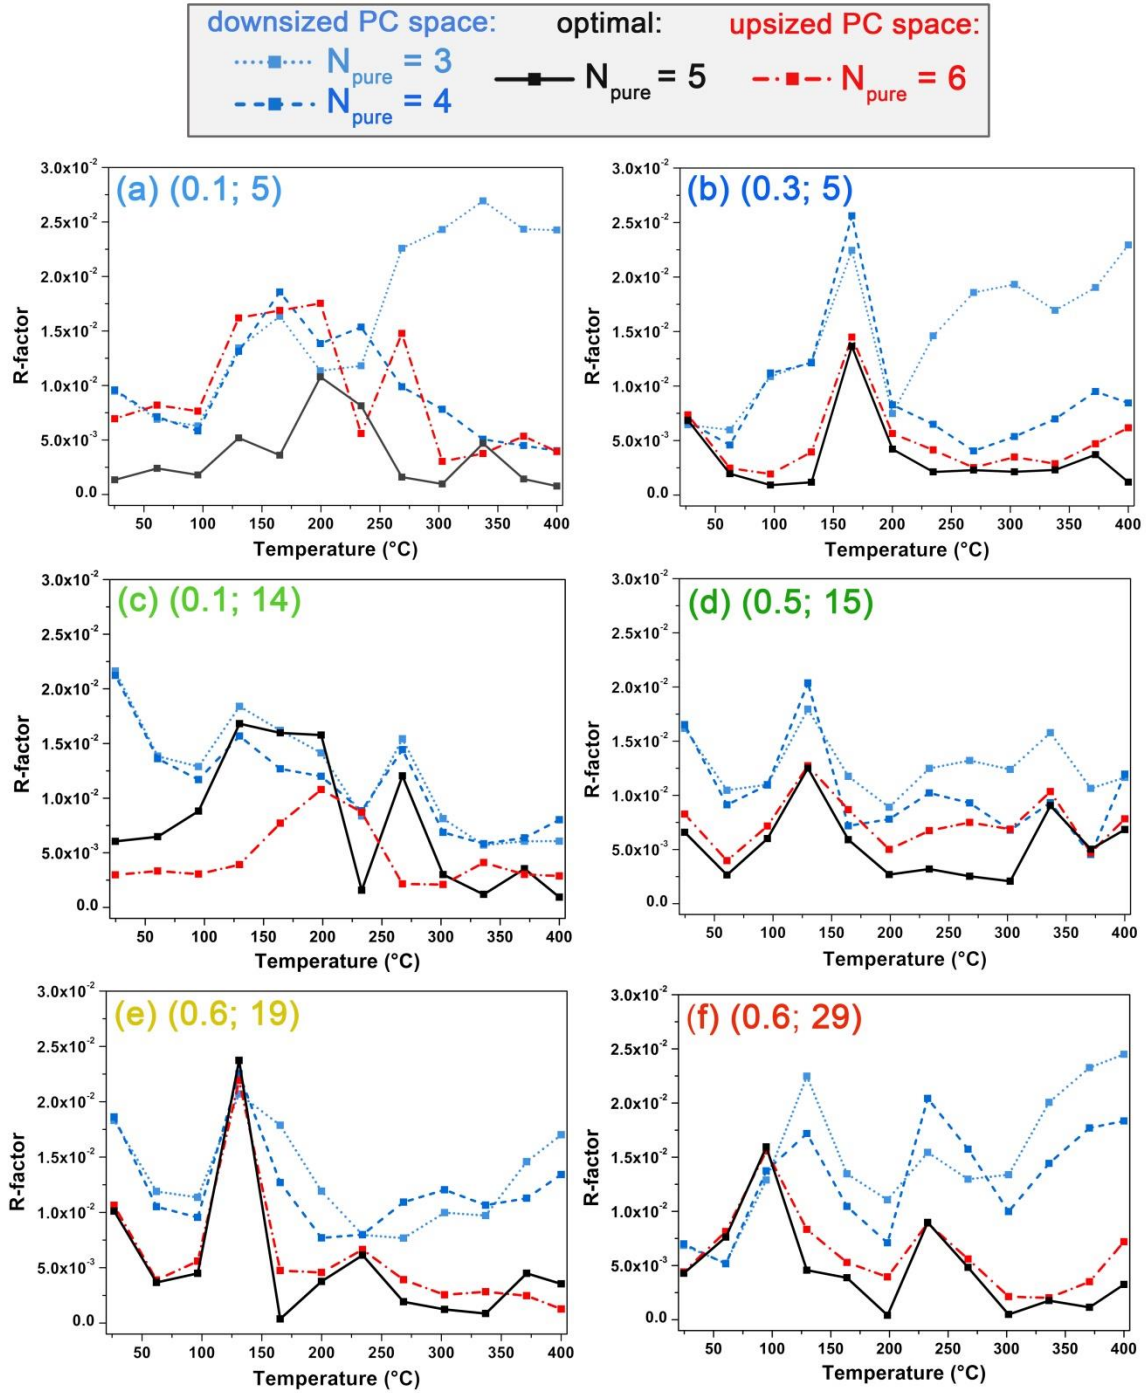 downsized PC space: optimal: upsized PC space:
N_pure = 3
N_pure = 5
N_pure = 6
N_pure = 4
(a) (0.1; 5)
3.0x10^-2
2.5x10^-2
2.0x10^-2
1.5x10^-2
1.0x10^-2
5.0x10^-3
0.0
R-factor
50 100 150 200 250 300 350 400
Temperature (°C)
(b) (0.3; 5)
3.0x10^-2
2.5x10^-2
2.0x10^-2
1.5x10^-2
1.0x10^-2
5.0x10^-3
0.0
R-factor
50 100 150 200 250 300 350 400
Temperature (°C)
(c) (0.1; 14)
3.0x10^-2
2.5x10^-2
2.0x10^-2
1.5x10^-2
1.0x10^-2
5.0x10^-3
0.0
R-factor
50 100 150 200 250 300 350 400
Temperature (°C)
(d) (0.5; 15)
3.0x10^-2
2.5x10^-2
2.0x10^-2
1.5x10^-2
1.0x10^-2
5.0x10^-3
0.0
R-factor
50 100 150 200 250 300 350 400
Temperature (°C)
(e) (0.6; 19)
3.0x10^-2
2.5x10^-2
2.0x10^-2
1.5x10^-2
1.0x10^-2
5.0x10^-3
0.0
R-factor
50 100 150 200 250 300 350 400
Temperature (°C)
(f) (0.6; 29)
3.0x10^-2
2.5x10^-2
2.0x10^-2
1.5x10^-2
1.0x10^-2
5.0x10^-3
0.0
R-factor
50 100 150 200 250 300 350 400
Temperature (°C)